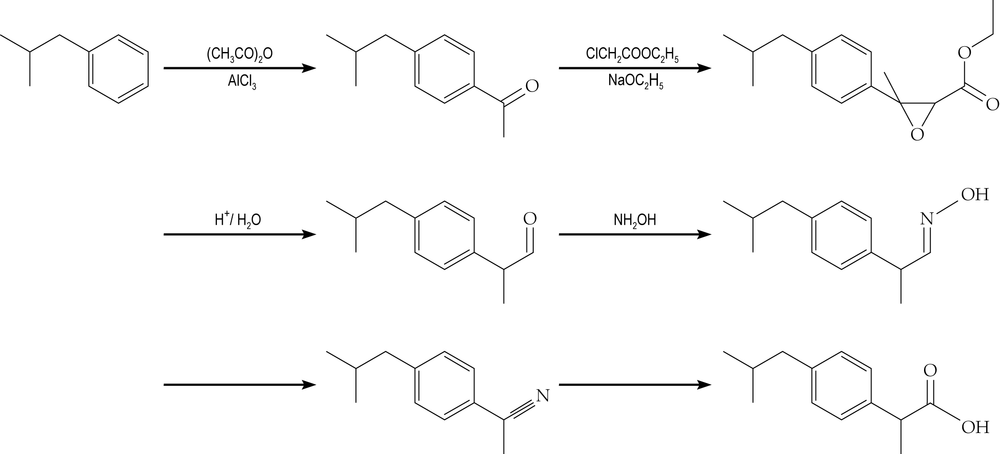 (CH₃CO)₂O
AlCl₃
O
ClCH₂COOC₂H₅
NaOC₂H₅
O
O
O
H⁺/ H₂O
O
NH₂OH
OH
N
N
O
OH